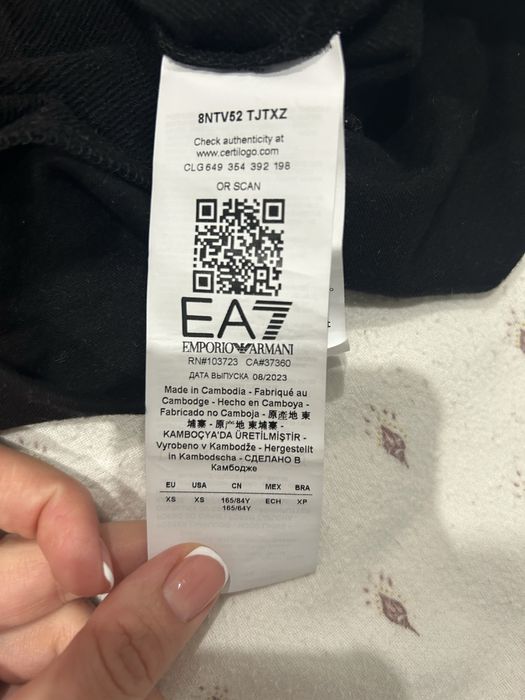 8NTV52 TJTXZ
Check authenticity at
www.certilogo.com
CLG 649 354 392 198
OR SCAN
EA7
EMPORIO ARMANI
RN#103723 CA#37360
ДАТА ВЫПУСКА 08/2023
Made in Cambodia - Fabriqué au
Cambodge - Hecho en Camboya -
Fabricado no Camboja - 原產地 柬
埔寨 - 原产地 柬埔寨 -
KAMBOÇYA'DA ÜRETİLMİŞTİR -
Vyrobeno v Kambodže - Hergestellt
in Kambodscha - СДЕЛАНО В
Камбодже
EU USA CN MEX BRA
XS XS 165/84Y ECH XP
165/64Y